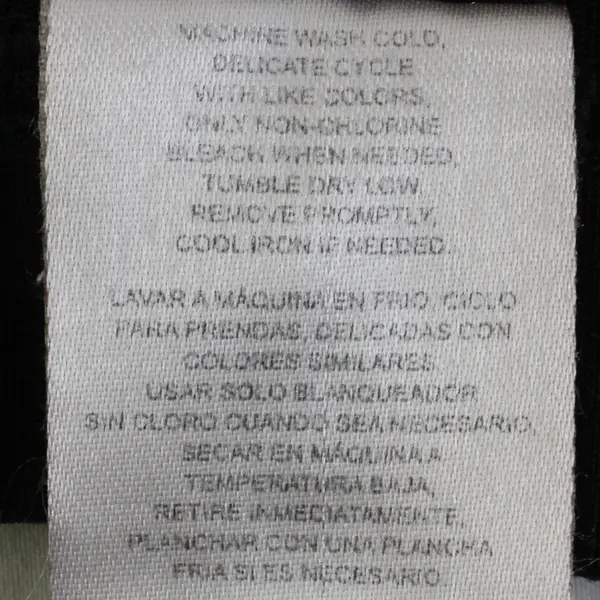 MACHINE WASH COLD,
DELICATE CYCLE
WITH LIKE COLORS.
ONLY NON-CHLORINE
BLEACH WHEN NEEDED.
TUMBLE DRY LOW.
REMOVE PROMPTLY.
COOL IRON IF NEEDED.
LAVAR A MÁQUINA EN FRIO, CICLO
PARA PRENDAS, DELICADAS CON
COLORES SIMILARES.
USAR SOLO BLANQUEADOR
SIN CLORO CUANDO SEA NECESARIO.
SECAR EN MÁQUINA A
TEMPERATURA BAJA,
RETIRE INMEDIATAMENTE.
PLANCHAR CON UNA PLANCHA
FRIA SI ES NECESARIO.